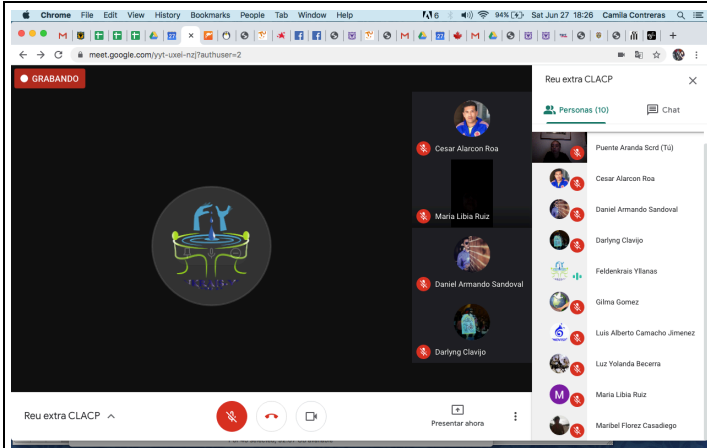 Chrome File Edit View History Bookmarks People Tab Window Help 6 94% Sat Jun 27 18:26 Camila Contreras
meet.google.com/yyt-uxei-nzj?authuser=2
GRABANDO
Cesar Alarcon Roa
Maria Libia Ruiz
Daniel Armando Sandoval
Darlyng Clavijo
FY
Reu extra CLACP
Personas (10) Chat
Puente Aranda Scrd (Tú)
Cesar Alarcon Roa
Daniel Armando Sandoval
Darlyng Clavijo
Feldenkrais Yllanas
Gilma Gomez
Luis Alberto Camacho Jimenez
Luz Yolanda Becerra
M Maria Libia Ruiz
Maribel Florez Casadiego
Reu extra CLACP
Presentar ahora